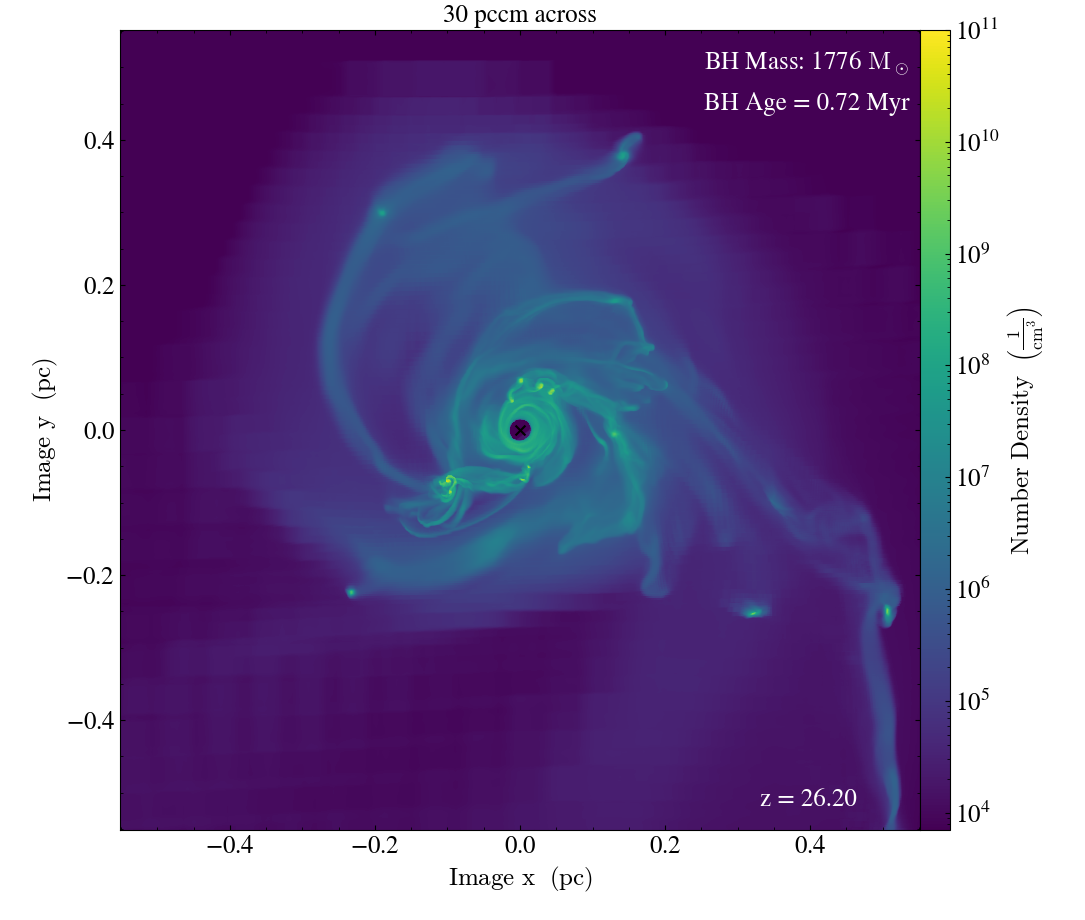 30 pccm across
BH Mass: 1776 M⊙
BH Age = 0.72 Myr
z = 26.20
0.4
0.2
0.0
−0.2
−0.4
Image y (pc)
−0.4
−0.2
0.0
0.2
0.4
Image x (pc)
10¹¹
10¹⁰
10⁹
10⁸
10⁷
10⁶
10⁵
10⁴
Number Density (1/cm³)